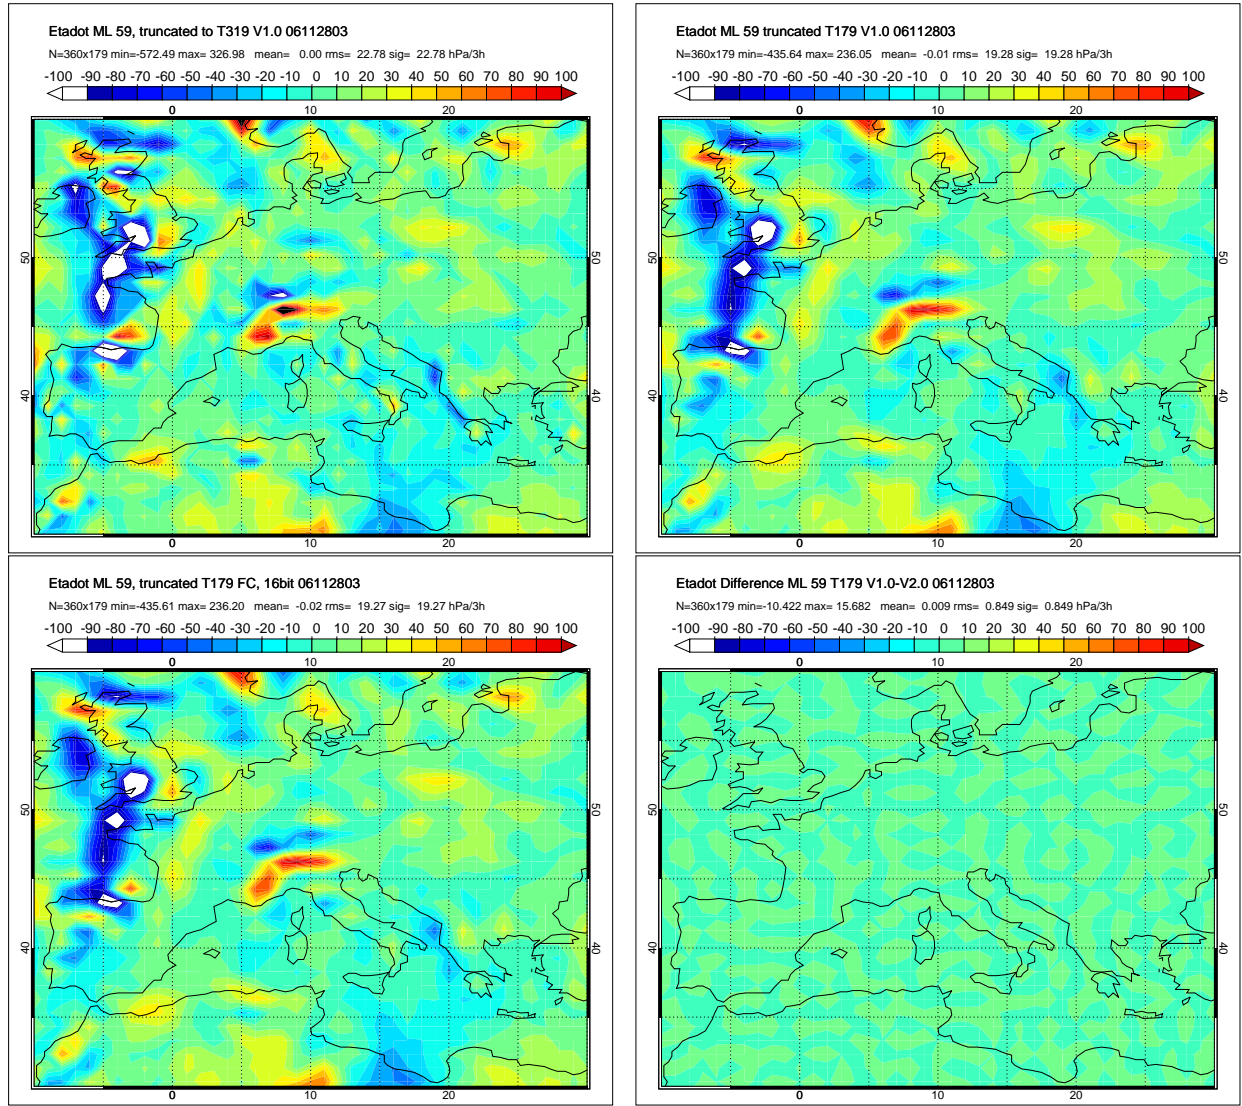 Etadot ML 59, truncated to T319 V1.0 06112803
N=360x179 min=-572.49 max= 326.98 mean= 0.00 rms= 22.78 sig= 22.78 hPa/3h
-100 -90 -80 -70 -60 -50 -40 -30 -20 -10 0 10 20 30 40 50 60 70 80 90 100
0 10 20
50
40
0 10 20
Etadot ML 59 truncated T179 V1.0 06112803
N=360x179 min=-435.64 max= 236.05 mean= -0.01 rms= 19.28 sig= 19.28 hPa/3h
-100 -90 -80 -70 -60 -50 -40 -30 -20 -10 0 10 20 30 40 50 60 70 80 90 100
0 10 20
50 50
40 40
0 10 20
Etadot ML 59, truncated T179 FC, 16bit 06112803
N=360x179 min=-435.61 max= 236.20 mean= -0.02 rms= 19.27 sig= 19.27 hPa/3h
-100 -90 -80 -70 -60 -50 -40 -30 -20 -10 0 10 20 30 40 50 60 70 80 90 100
0 10 20
50
40
0 10 20
Etadot Difference ML 59 T179 V1.0-V2.0 06112803
N=360x179 min=-10.422 max= 15.682 mean= 0.009 rms= 0.849 sig= 0.849 hPa/3h
-100 -90 -80 -70 -60 -50 -40 -30 -20 -10 0 10 20 30 40 50 60 70 80 90 100
0 10 20
50 50
40 40
0 10 20